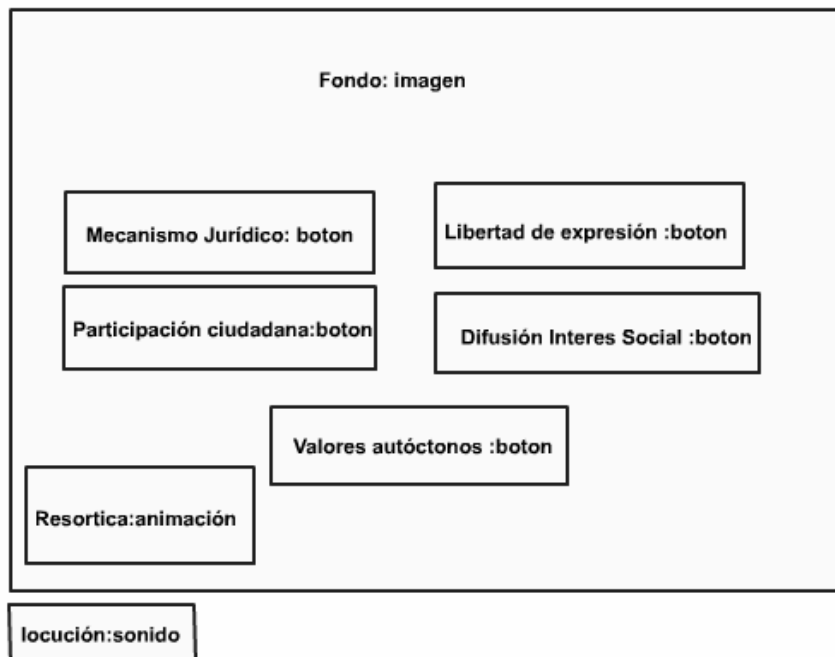 Fondo: imagen
Mecanismo Jurídico: boton
Libertad de expresión :boton
Participación ciudadana:boton
Difusión Interes Social :boton
Valores autóctonos :boton
Resortica:animación
locución:sonido